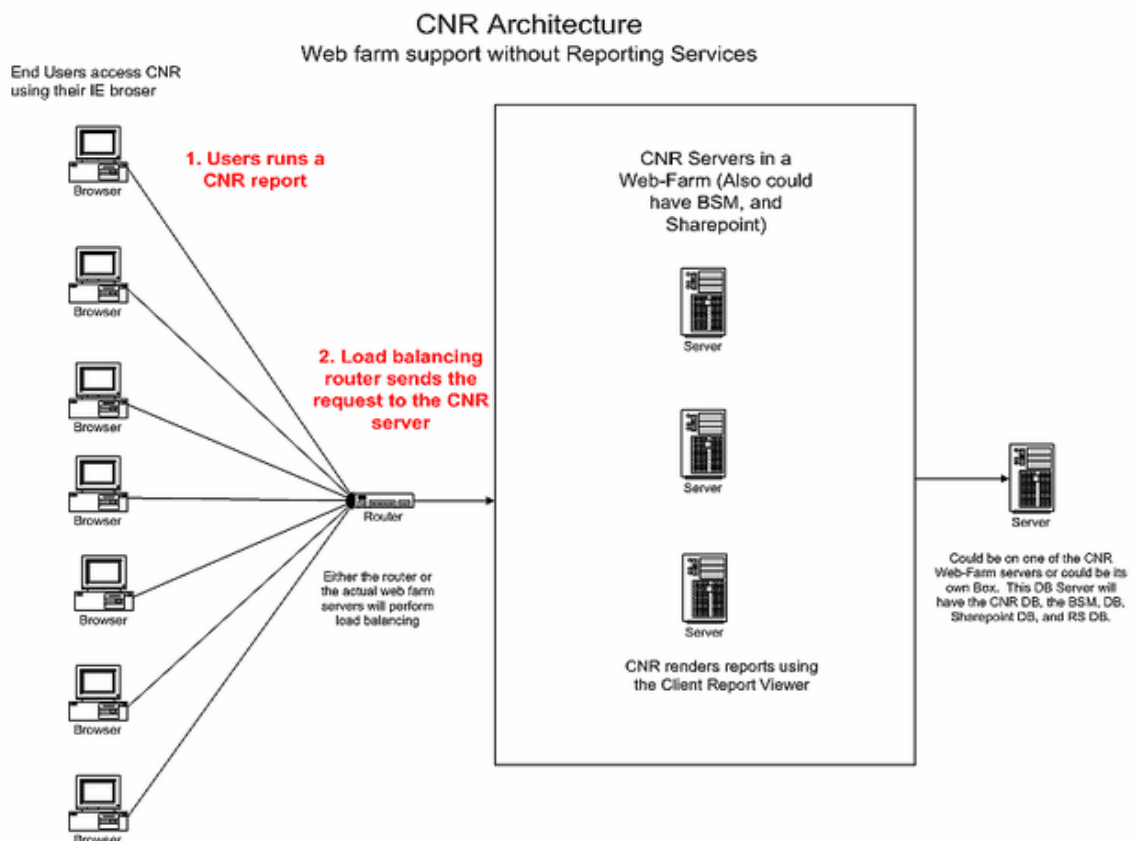 CNR Architecture
Web farm support without Reporting Services
End Users access CNR
using their IE broser
Browser
Browser
Browser
Browser
Browser
Browser
Browser
1. Users runs a
CNR report
2. Load balancing
router sends the
request to the CNR
server
Router
Either the router or
the actual web farm
servers will perform
load balancing
CNR Servers in a
Web-Farm (Also could
have BSM, and
Sharepoint)
Server
Server
Server
CNR renders reports using
the Client Report Viewer
Server
Could be on one of the CNR
Web-Farm servers or could be its
own Box. This DB Server will
have the CNR DB, the BSM, DB,
Sharepoint DB, and RS DB.